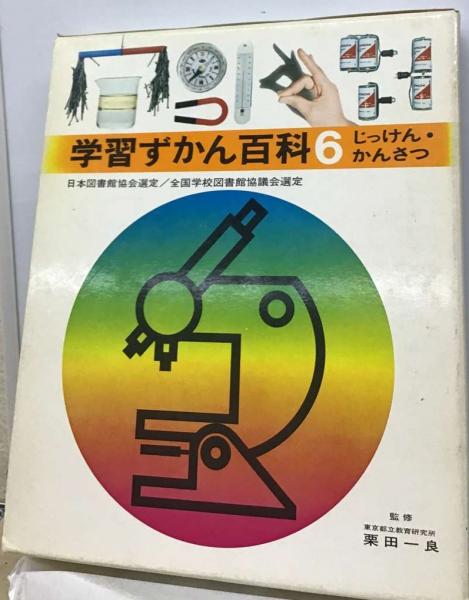 学習ずかん百科6 じっけん・
かんさつ
日本図書館協会選定／全国学校図書館協議会選定
監修
東京都立教育研究所
栗田一良